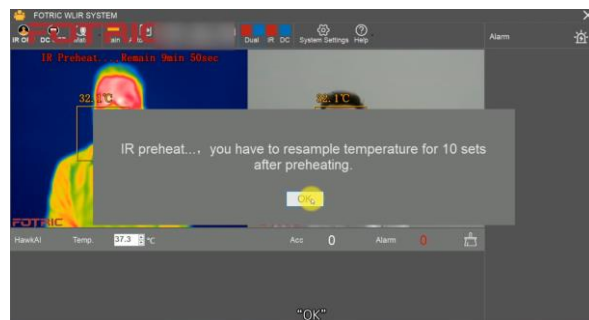 FOTRIC WLIR SYSTEM
Dual IR DC System Settings Help
Alarm
IR Preheat....Remain 9min 50sec
32.1℃
IR preheat..., you have to resample temperature for 10 sets
after preheating.
OK
FOTRIC
HawkAI Temp. 37.3 ℃ Acc 0 Alarm 0
"OK"